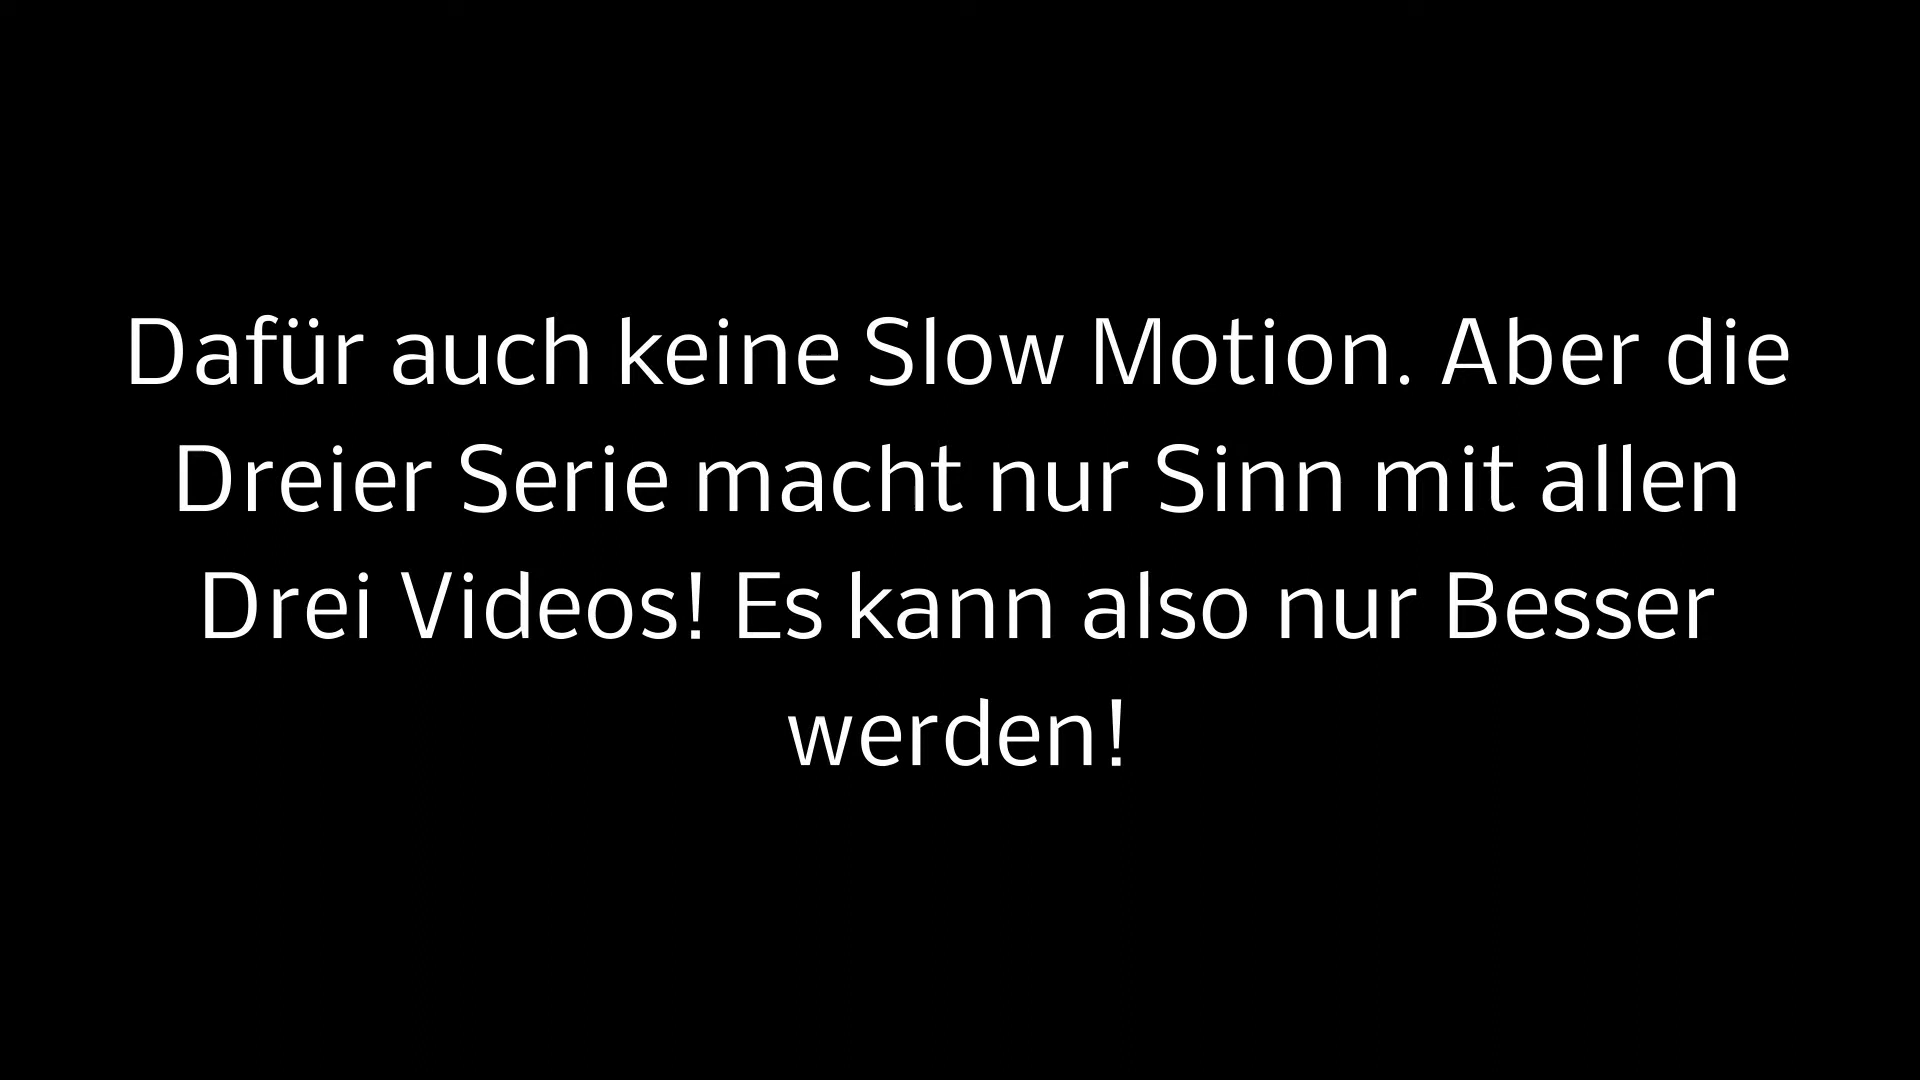 Dafür auch keine Slow Motion. Aber die
Dreier Serie macht nur Sinn mit allen
Drei Videos! Es kann also nur Besser
werden!